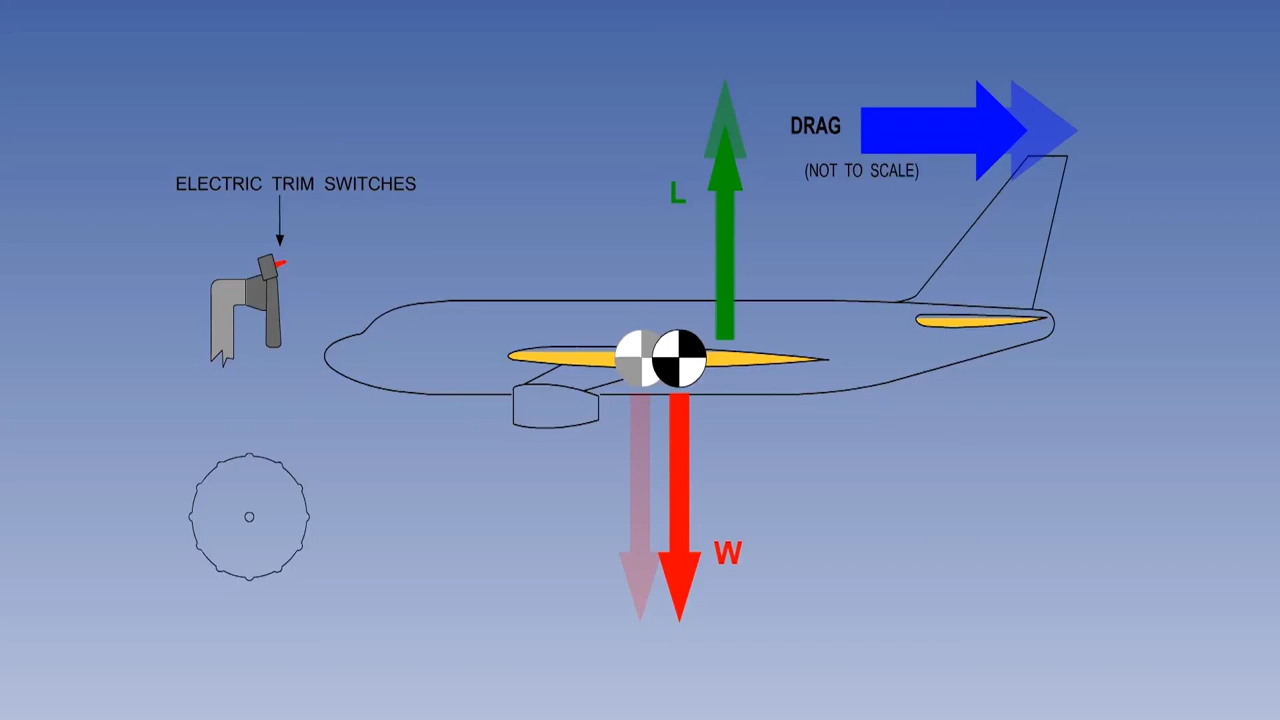 DRAG
(NOT TO SCALE)
ELECTRIC TRIM SWITCHES
L
W